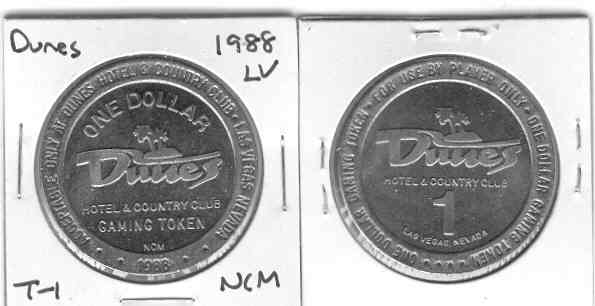 Dunes 1988
LV
ACCEPTABLE ONLY AT DUNES HOTEL & COUNTRY CLUB • LAS VEGAS, NEVADA
ONE DOLLAR
Dunes
HOTEL & COUNTRY CLUB
GAMING TOKEN
NCM
1988
T-1 NCM
ONE DOLLAR GAMING TOKEN • FOR USE BY PLAYER ONLY • ONE DOLLAR GAMING TOKEN
Dunes
HOTEL & COUNTRY CLUB
1
LAS VEGAS, NEVADA